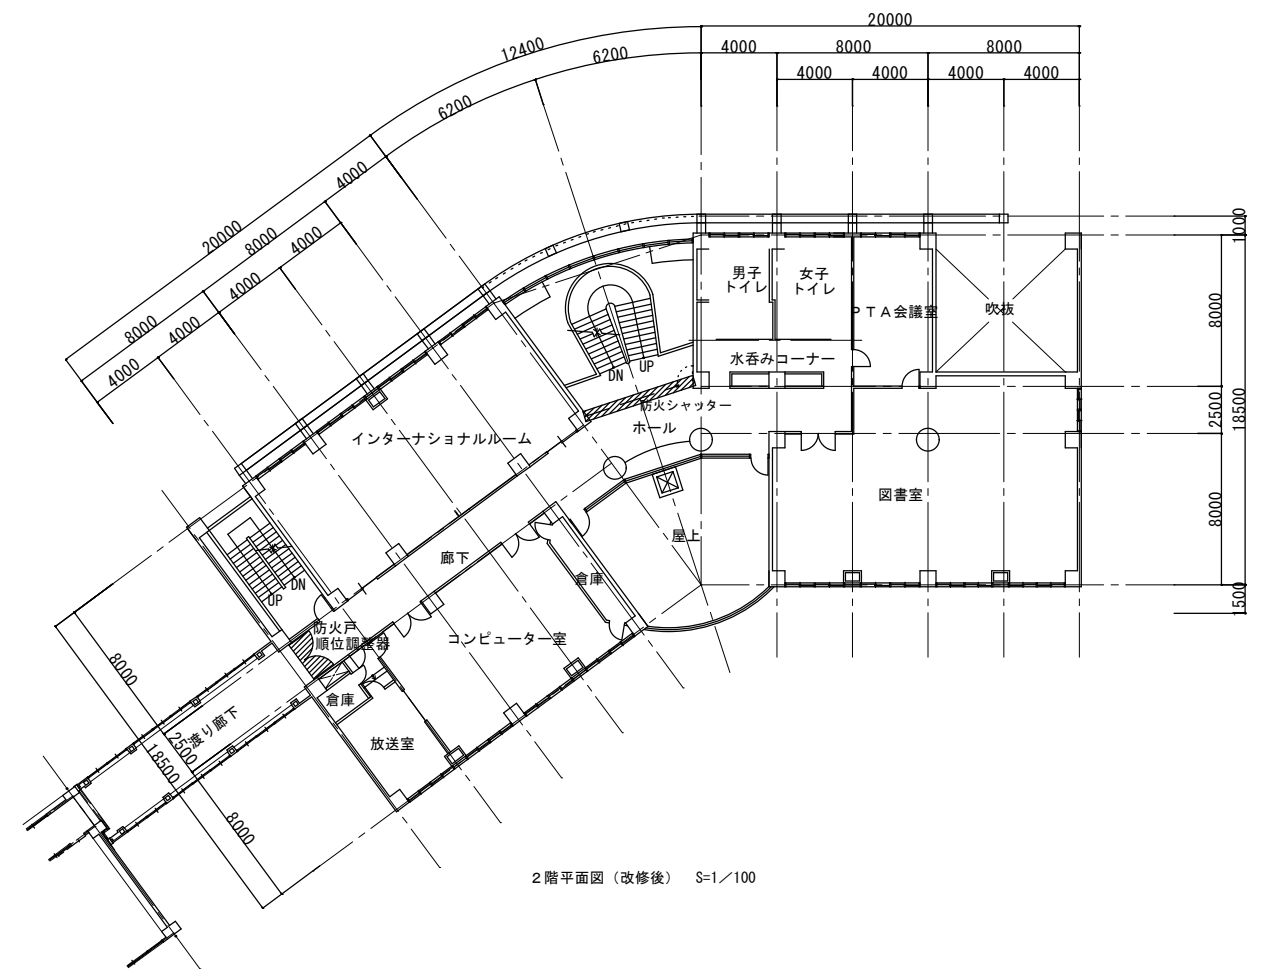 20000
12400
4000
8000
8000
6200
4000
4000
4000
4000
6200
4000
20000
8000
4000
4000
8000
4000
4000
1000
8000
2500
18500
8000
1500
男子
トイレ
女子
トイレ
ＰＴＡ会議室
吹抜
水呑みコーナー
UP
DN
防火シャッター
ホール
インターナショナルルーム
図書室
屋上
廊下
倉庫
DN
UP
防火戸
順位調整器
コンピューター室
倉庫
放送室
渡り廊下
8000
2500
18500
8000
２階平面図（改修後）　S=1／100